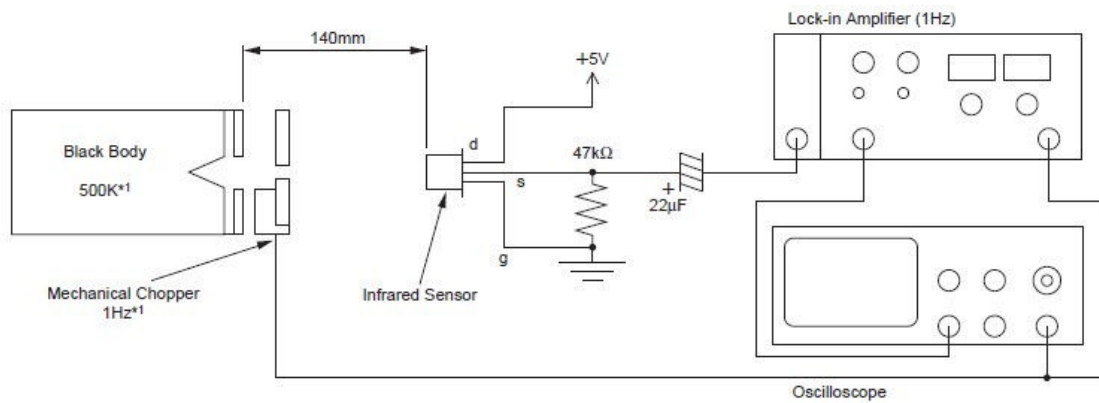 Lock-in Amplifier (1Hz)
140mm
+5V
Black Body
500K*1
d
s
g
47kΩ
+
22μF
Mechanical Chopper
1Hz*1
Infrared Sensor
Oscilloscope